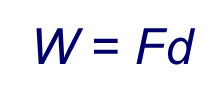 W = Fd